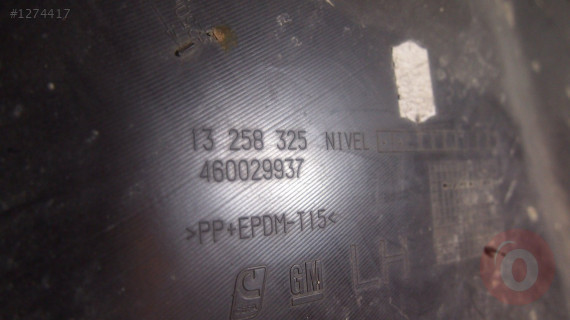 #1274417
13 258 325 NIVEL
460029937
>PP+EPDM-T15<
GM LH